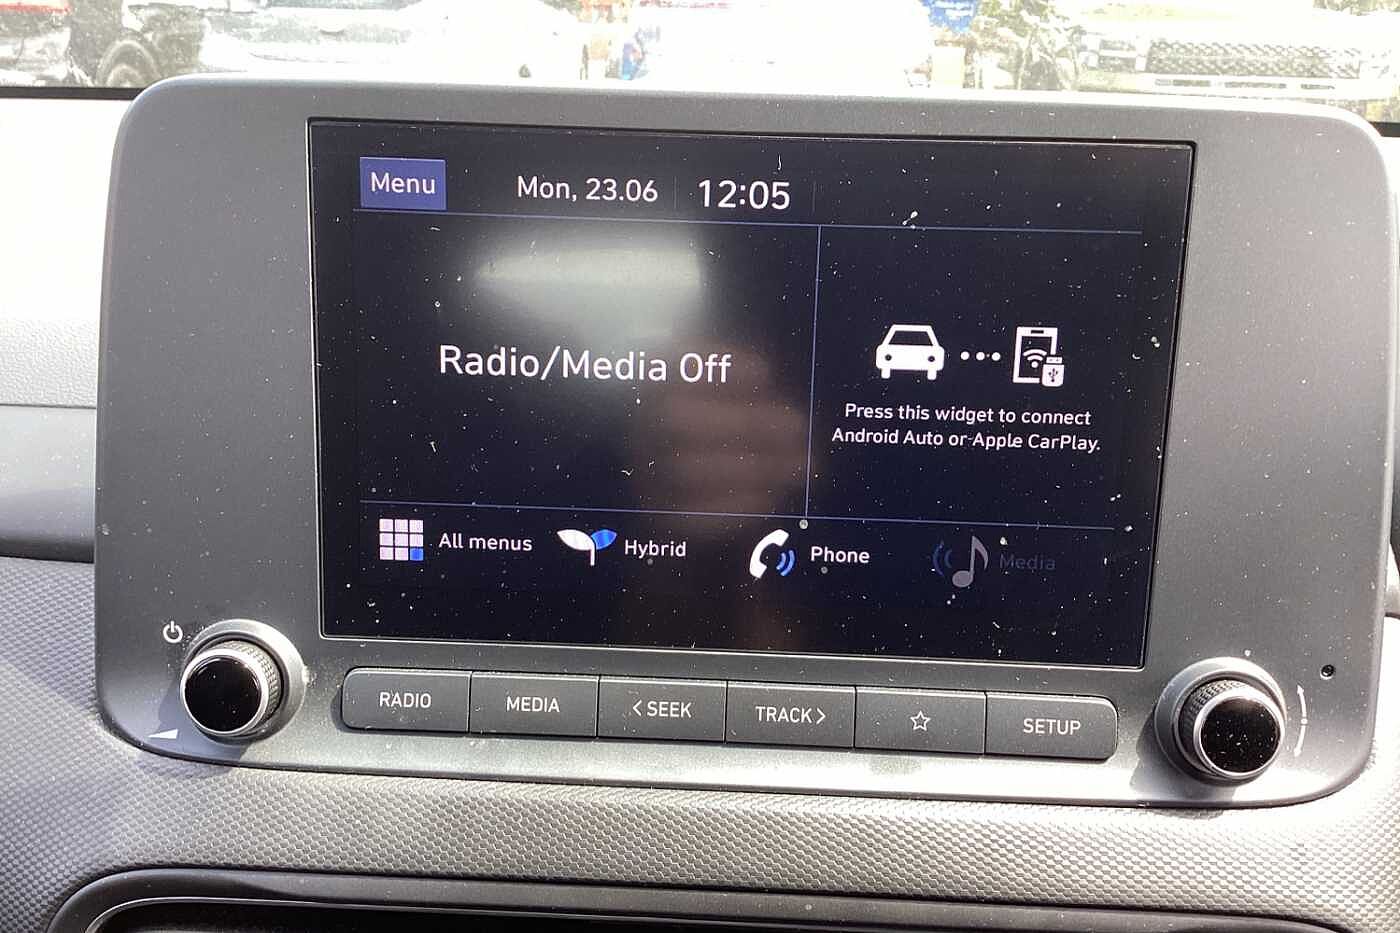 Menu
Mon, 23.06
12:05
Radio/Media Off
Press this widget to connect
Android Auto or Apple CarPlay.
All menus
Hybrid
Phone
Media
RADIO
MEDIA
<SEEK
TRACK>
☆
SETUP